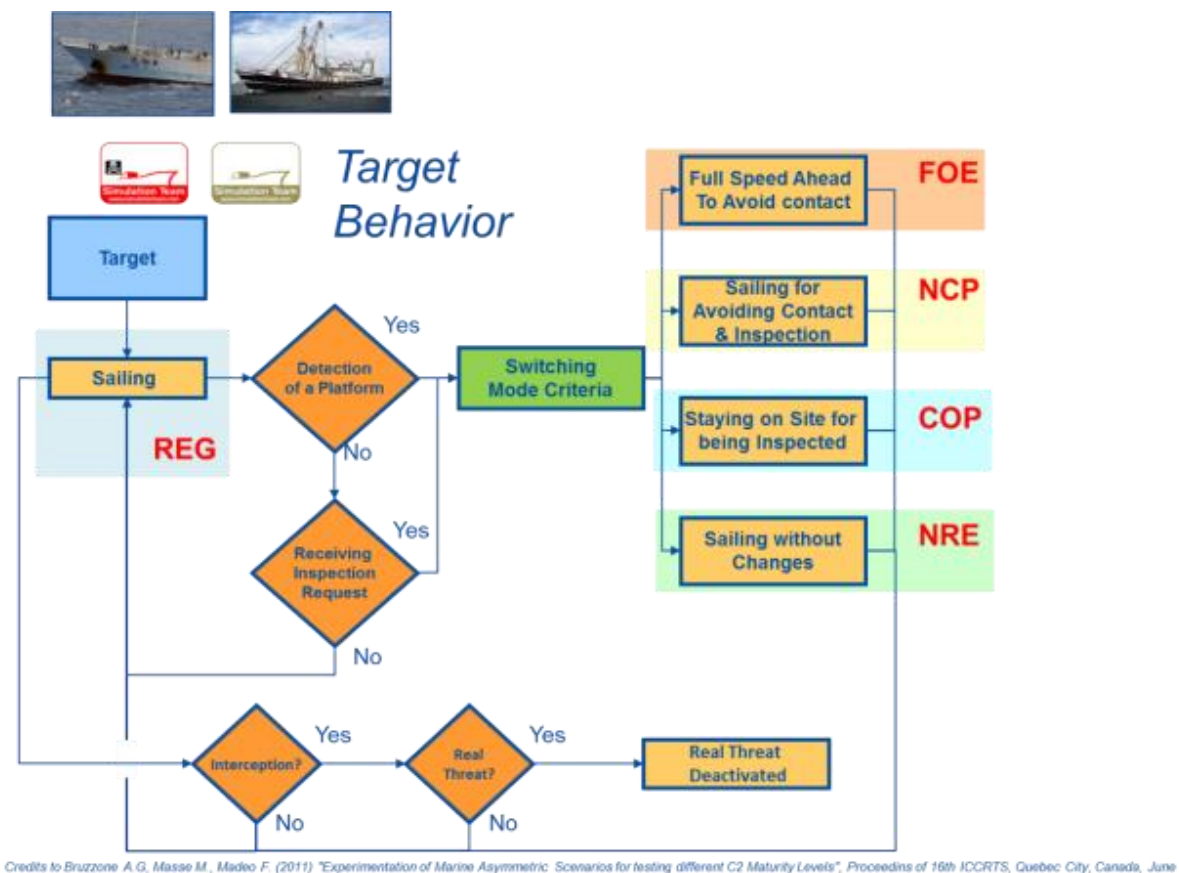 Simulation Team
Simulation Team
Target
Behavior
Target
Sailing
REG
Detection
of a Platform
Yes
No
Receiving
Inspection
Request
Yes
No
Switching
Mode Criteria
Full Speed Ahead
To Avoid contact
FOE
Sailing for
Avoiding Contact
& Inspection
NCP
Staying on Site for
being Inspected
COP
Sailing without
Changes
NRE
Interception?
Yes
No
Real
Threat?
Yes
No
Real Threat
Deactivated
Credits to Bruzzone A.G, Masse M., Madeo F. (2011) "Experimentation of Marine Asymmetric Scenarios for testing different C2 Maturity Levels", Proceedins of 16th ICCRTS, Quebec City, Canada, June